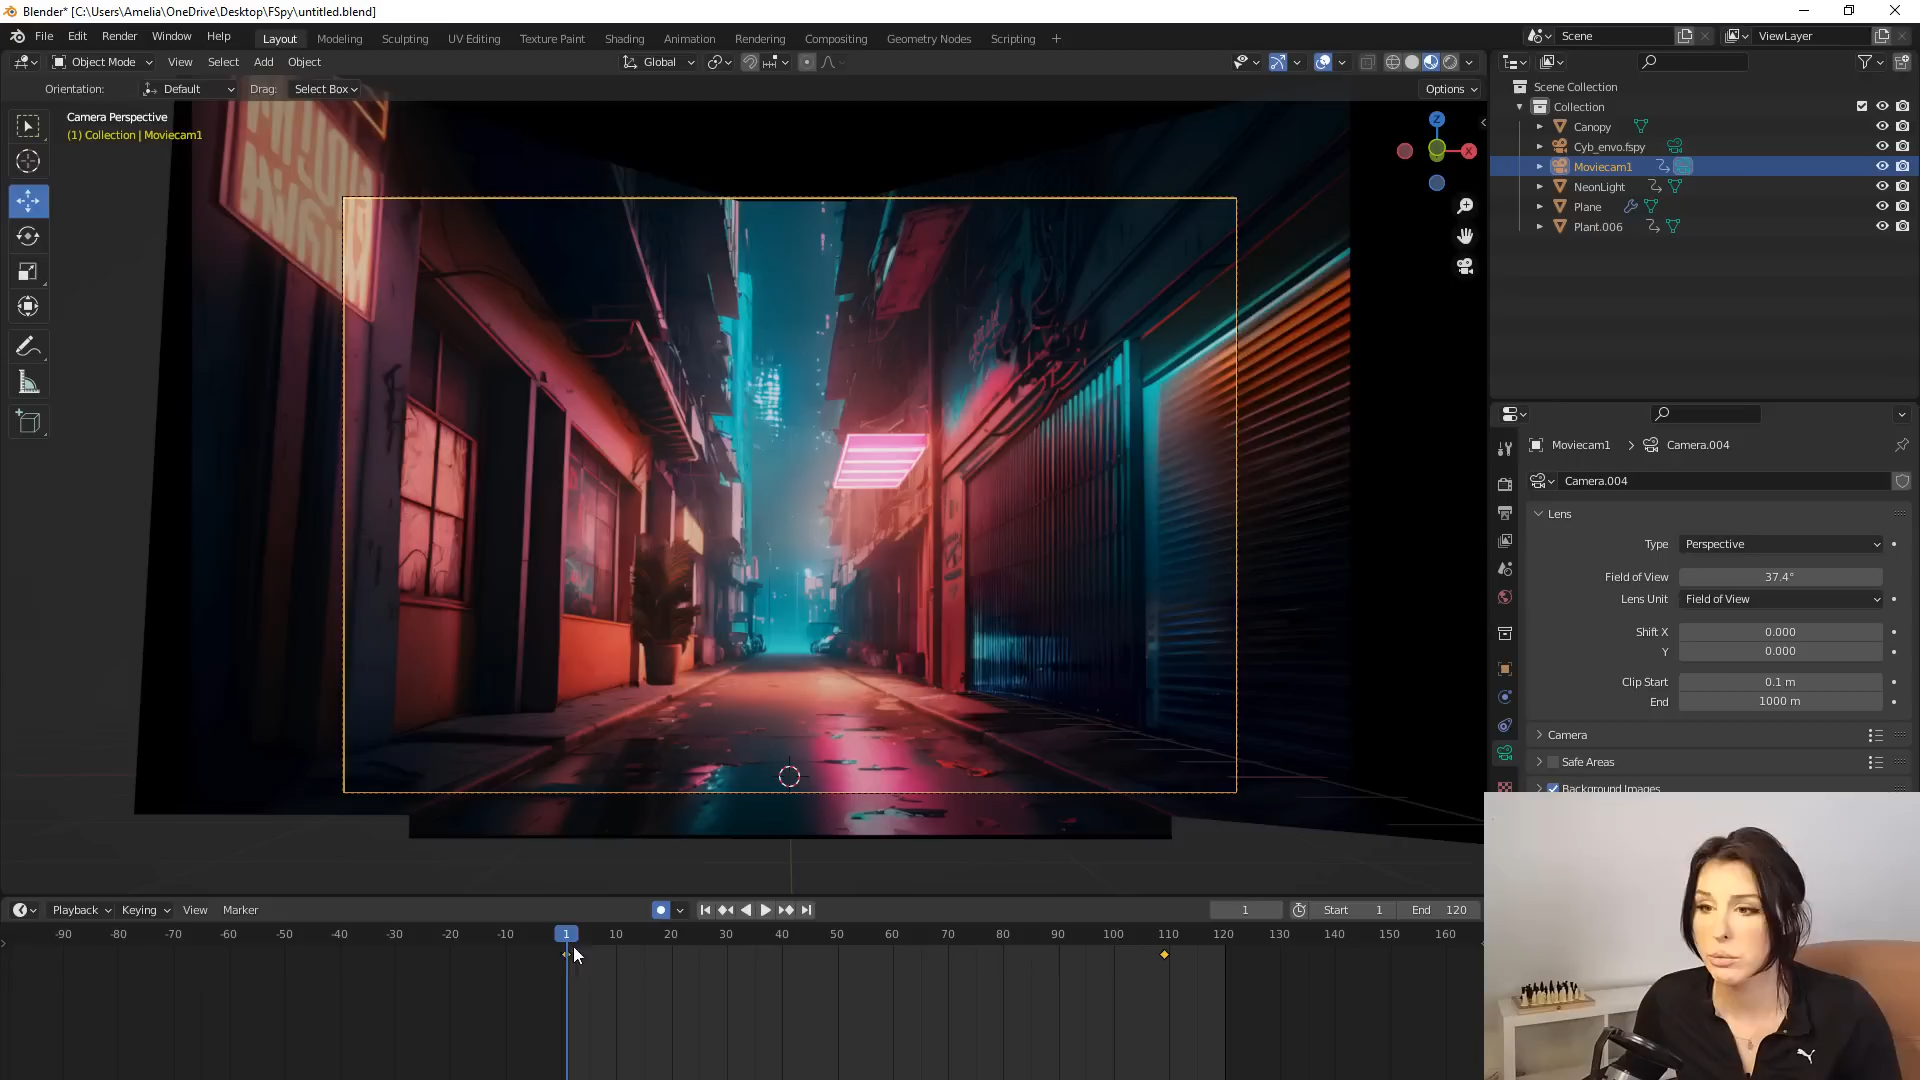 Blender* [C:\Users\Amelia\OneDrive\Desktop\FSpy\untitled.blend]
File Edit Render Window Help
Layout Modeling Sculpting UV Editing Texture Paint Shading Animation Rendering Compositing Geometry Nodes Scripting +
Scene
ViewLayer
Object Mode View Select Add Object
Global
Orientation: Default Drag: Select Box
Options
Camera Perspective
(1) Collection | Moviecam1
Z
X
Scene Collection
Collection
Canopy
Cyb_envo.fspy
Moviecam1
NeonLight
Plane
Plant.006
Moviecam1 > Camera.004
Camera.004
Lens
Type Perspective
Field of View 37.4°
Lens Unit Field of View
Shift X 0.000
Y 0.000
Clip Start 0.1 m
End 1000 m
Camera
Safe Areas
Background Images
Playback Keying View Marker
1 Start 1 End 120
-90 -80 -70 -60 -50 -40 -30 -20 -10 1 10 20 30 40 50 60 70 80 90 100 110 120 130 140 150 160